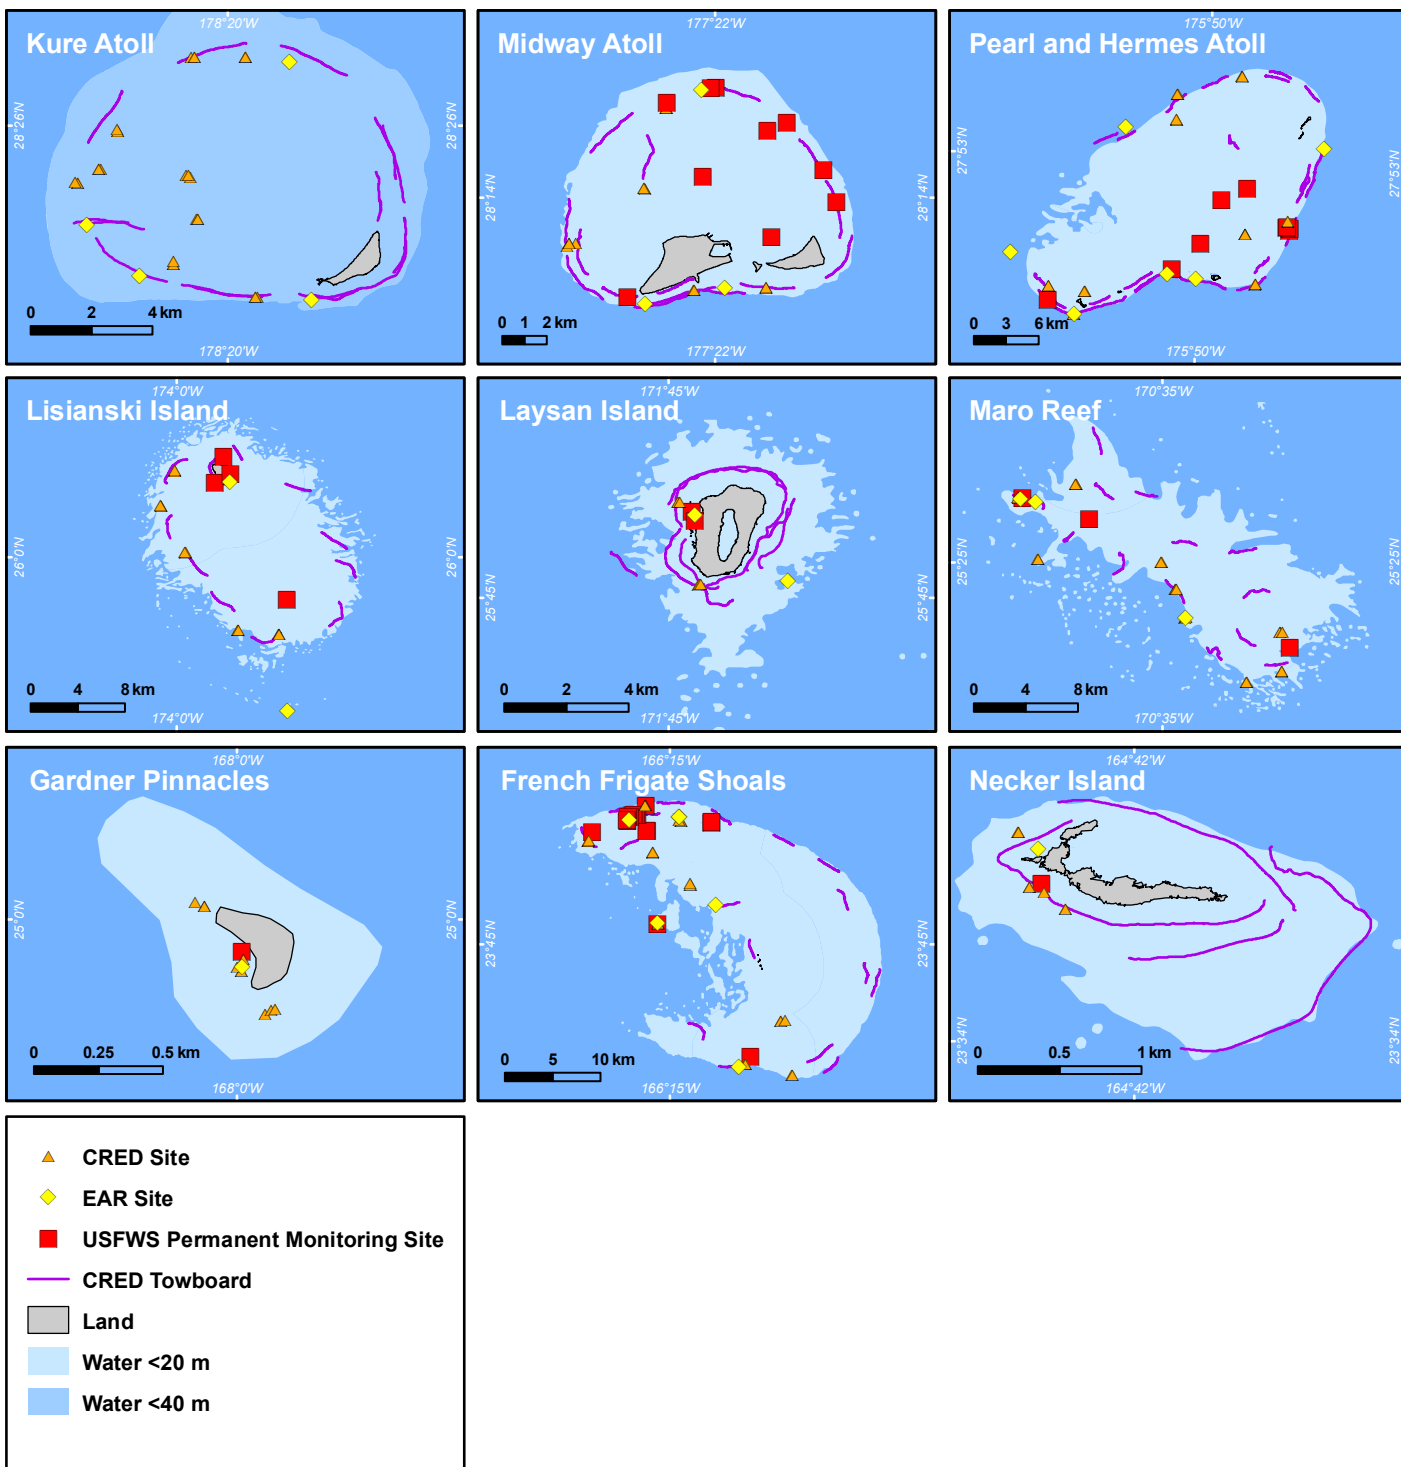 Kure Atoll
178°20'W
28°26'N
28°26'N
0 2 4 km
178°20'W
Midway Atoll
177°22'W
28°14'N
28°14'N
0 1 2 km
177°22'W
Pearl and Hermes Atoll
175°50'W
27°53'N
27°53'N
0 3 6 km
175°50'W
Lisianski Island
174°0'W
26°0'N
26°0'N
0 4 8 km
174°0'W
Laysan Island
171°45'W
25°45'N
25°45'N
0 2 4 km
171°45'W
Maro Reef
170°35'W
25°25'N
25°25'N
0 4 8 km
170°35'W
Gardner Pinnacles
168°0'W
25°0'N
25°0'N
0 0.25 0.5 km
168°0'W
French Frigate Shoals
166°15'W
23°45'N
23°45'N
0 5 10 km
166°15'W
Necker Island
164°42'W
23°34'N
23°34'N
0 0.5 1 km
164°42'W
CRED Site
EAR Site
USFWS Permanent Monitoring Site
CRED Towboard
Land
Water <20 m
Water <40 m